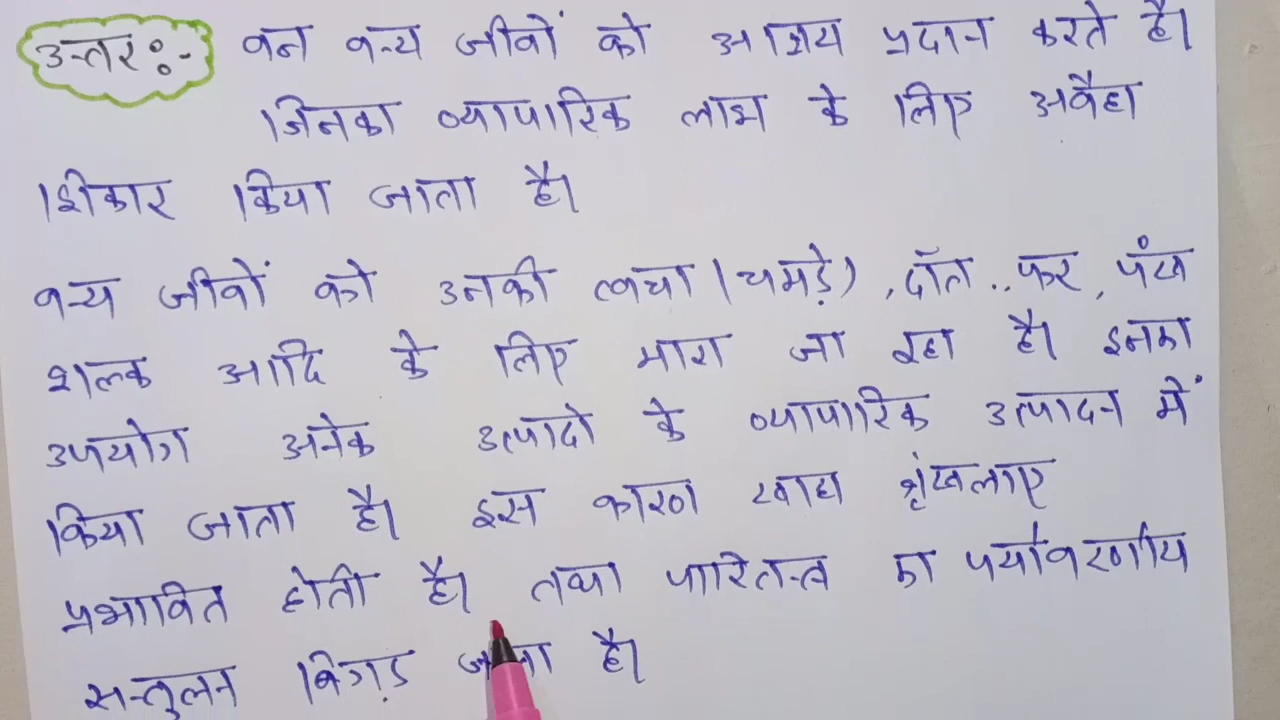 उत्तर :- वन वन्य जीवों को आश्रय प्रदान करते है।
जिनका व्यापारिक लाभ के लिए अवैध
शिकार किया जाता है।
वन्य जीवों को उनकी त्वचा (चमड़े), दाँत .. फर, पंख
शल्क आदि के लिए मारा जा रहा है। इनका
उपयोग अनेक उत्पादो के व्यापारिक उत्पादन में
किया जाता है। इस कारण खाद्य शृंखलाए
प्रभावित होती है। तथा पारितन्त्र का पर्यावरणीय
सन्तुलन बिगड़ जाता है।